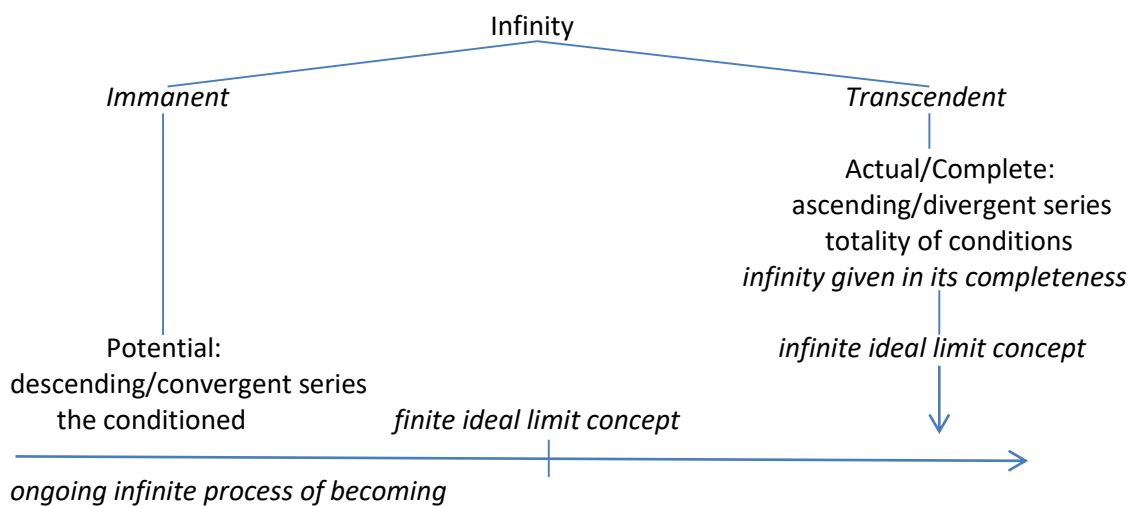 Infinity
Immanent
Transcendent
Actual/Complete:
ascending/divergent series
totality of conditions
infinity given in its completeness
Potential:
descending/convergent series
the conditioned
infinite ideal limit concept
finite ideal limit concept
ongoing infinite process of becoming